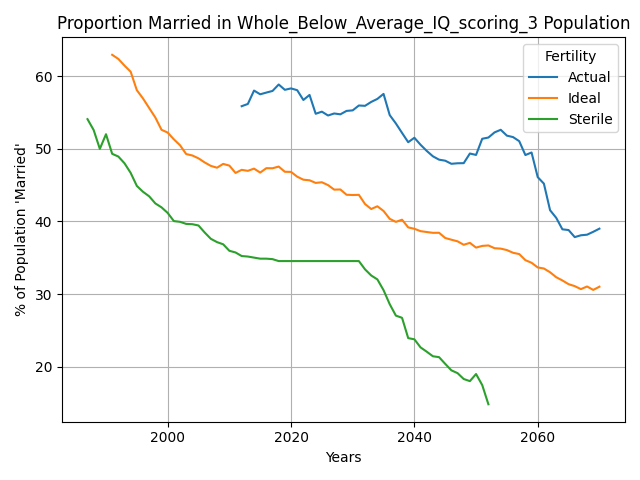 Proportion Married in Whole_Below_Average_IQ_scoring_3 Population
Fertility
Actual
Ideal
Sterile
% of Population 'Married'
60
50
40
30
20
2000
2020
2040
2060
Years